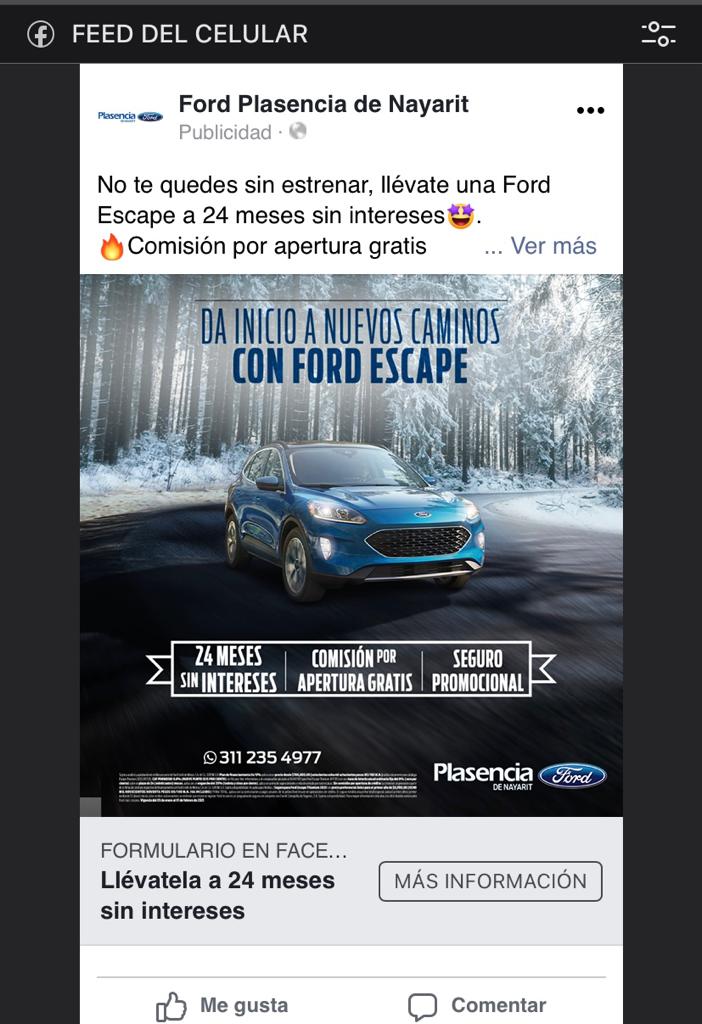 FEED DEL CELULAR
Plasencia Ford
DE NAYARIT
Ford Plasencia de Nayarit
Publicidad ·
No te quedes sin estrenar, llévate una Ford
Escape a 24 meses sin intereses🤩.
🔥Comisión por apertura gratis ... Ver más
DA INICIO A NUEVOS CAMINOS
CON FORD ESCAPE
24 MESES
SIN INTERESES
COMISIÓN POR
APERTURA GRATIS
SEGURO
PROMOCIONAL
311 235 4977
Plasencia Ford
DE NAYARIT
FORMULARIO EN FACE...
Llévatela a 24 meses
sin intereses
MÁS INFORMACIÓN
Me gusta
Comentar